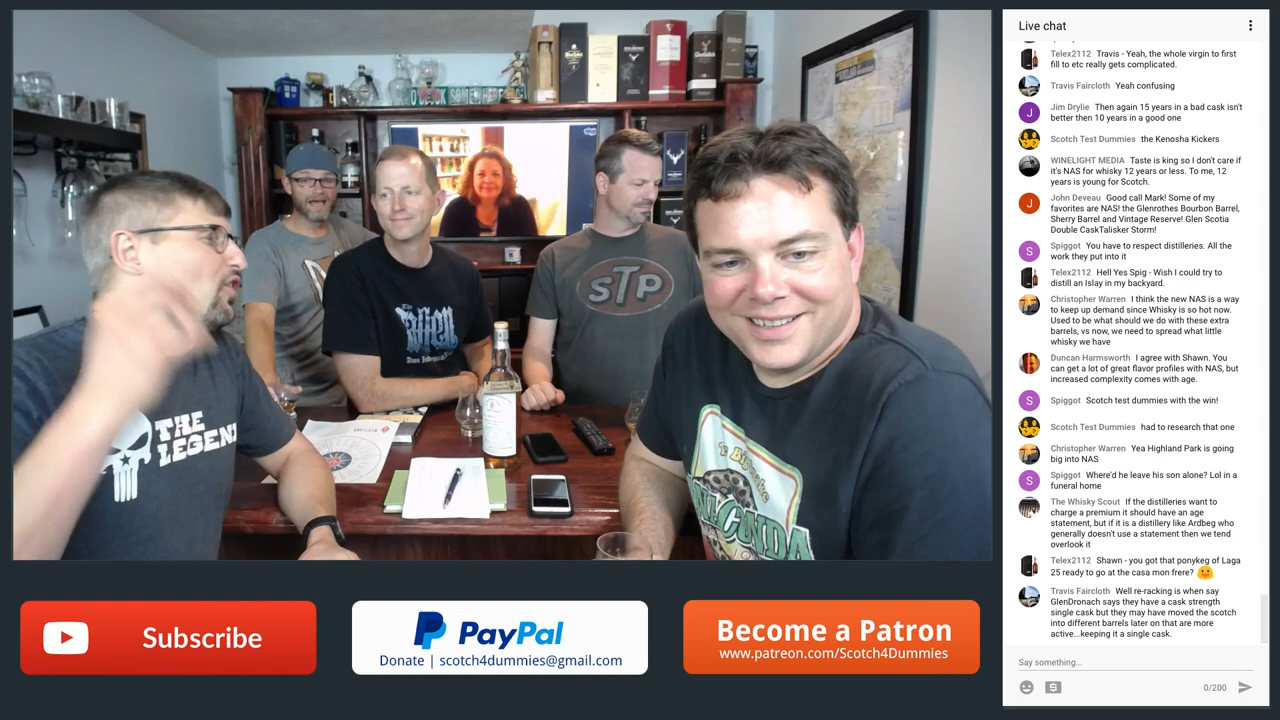 STP
THE
LEGEND
Subscribe
PayPal
Donate | scotch4dummies@gmail.com
Become a Patron
www.patreon.com/Scotch4Dummies
Live chat
Telex2112 Travis - Yeah, the whole virgin to first
fill to etc really gets complicated.
Travis Faircloth Yeah confusing
J
Jim Drylie Then again 15 years in a bad cask isn't
better then 10 years in a good one
Scotch Test Dummies the Kenosha Kickers
WINELIGHT MEDIA Taste is king so I don't care if
it's NAS for whisky 12 years or less. To me, 12
years is young for Scotch.
J
John Deveau Good call Mark! Some of my
favorites are NAS! the Glenrothes Bourbon Barrel,
Sherry Barrel and Vintage Reserve! Glen Scotia
Double CaskTalisker Storm!
S
Spiggot You have to respect distilleries. All the
work they put into it
Telex2112 Hell Yes Spig - Wish I could try to
distill an Islay in my backyard.
Christopher Warren I think the new NAS is a way
to keep up demand since Whisky is so hot now.
Used to be what should we do with these extra
barrels, vs now, we need to spread what little
whisky we have
Duncan Harmsworth I agree with Shawn. You
can get a lot of great flavor profiles with NAS, but
increased complexity comes with age.
S
Spiggot Scotch test dummies with the win!
Scotch Test Dummies had to research that one
Christopher Warren Yea Highland Park is going
big into NAS
S
Spiggot Where'd he leave his son alone? Lol in a
funeral home
The Whisky Scout If the distilleries want to
charge a premium it should have an age
statement, but if it is a distillery like Ardbeg who
generally doesn't use a statement then we tend
overlook it
Telex2112 Shawn - you got that ponykeg of Laga
25 ready to go at the casa mon frere?
Travis Faircloth Well re-racking is when say
GlenDronach says they have a cask strength
single cask but they may have moved the scotch
into different barrels later on that are more
active...keeping it a single cask.
Say something...
0/200